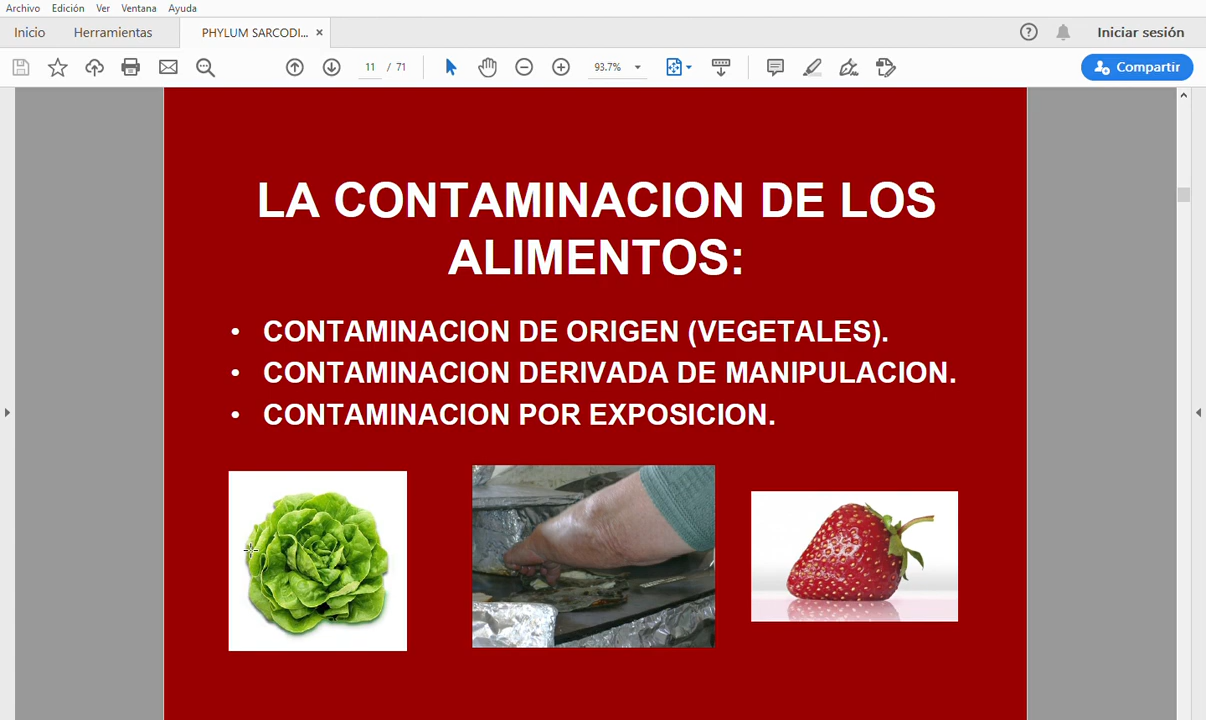 Archivo Edición Ver Ventana Ayuda
Inicio Herramientas PHYLUM SARCODI... × Iniciar sesión
11 / 71 93.7% Compartir
LA CONTAMINACION DE LOS
ALIMENTOS:
• CONTAMINACION DE ORIGEN (VEGETALES).
• CONTAMINACION DERIVADA DE MANIPULACION.
• CONTAMINACION POR EXPOSICION.